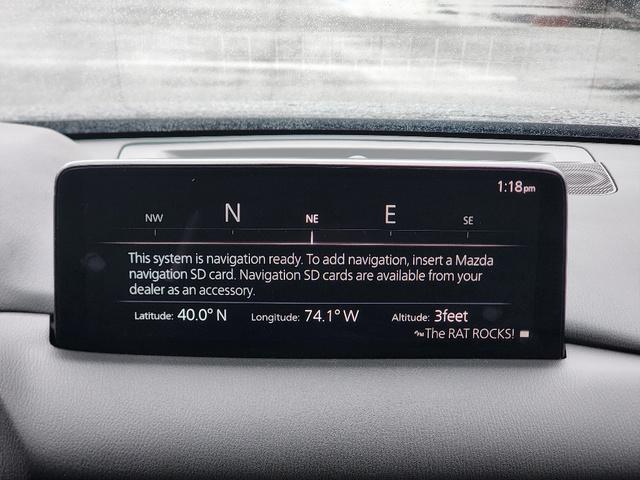 1:18pm
NW N NE E SE
This system is navigation ready. To add navigation, insert a Mazda
navigation SD card. Navigation SD cards are available from your
dealer as an accessory.
Latitude: 40.0° N Longitude: 74.1° W Altitude: 3feet
The RAT ROCKS!